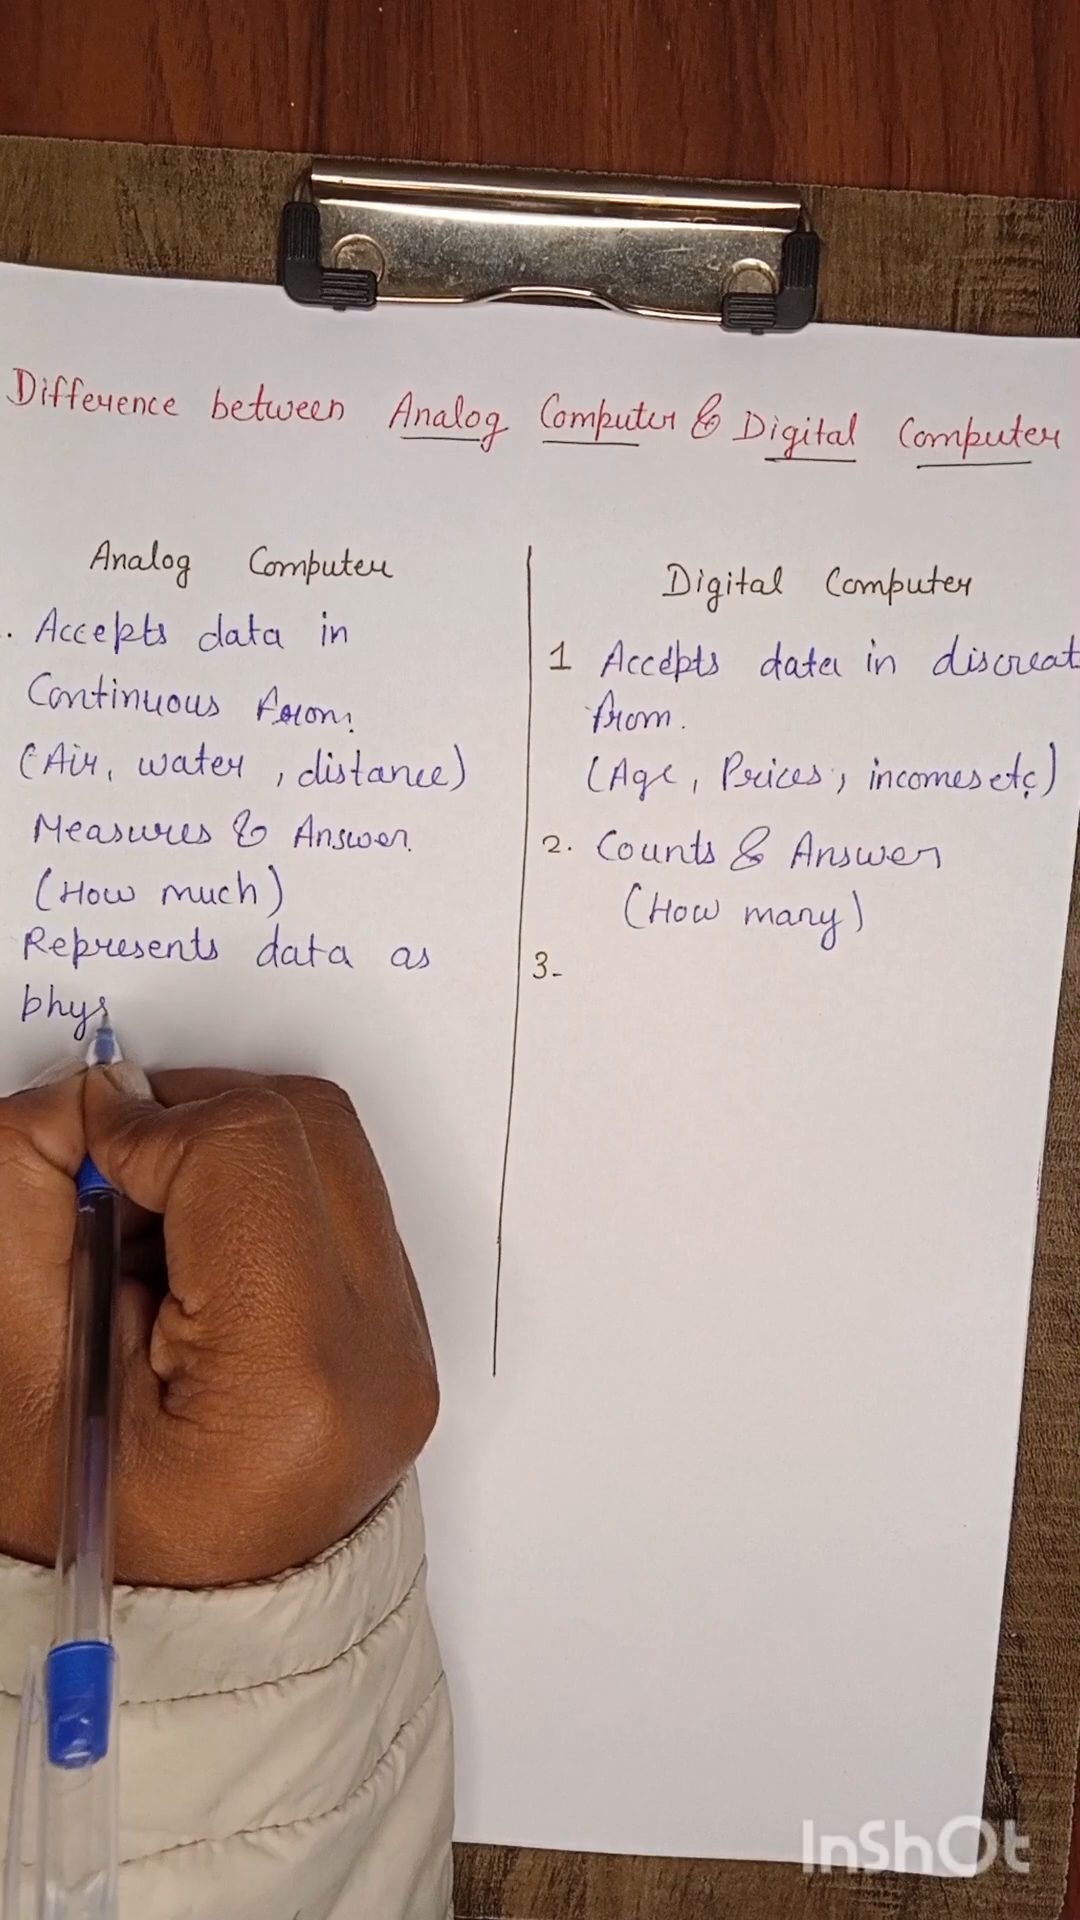 Difference between Analog Computer & Digital Computer
Analog Computer
. Accepts data in
Continuous from.
(Air, water, distance)
Measures & Answer.
(How much)
Represents data as
phys
Digital Computer
1 Accepts data in discreat
from.
(Age, Prices, incomes etc)
2. Counts & Answer
(How many)
3-
InShOt